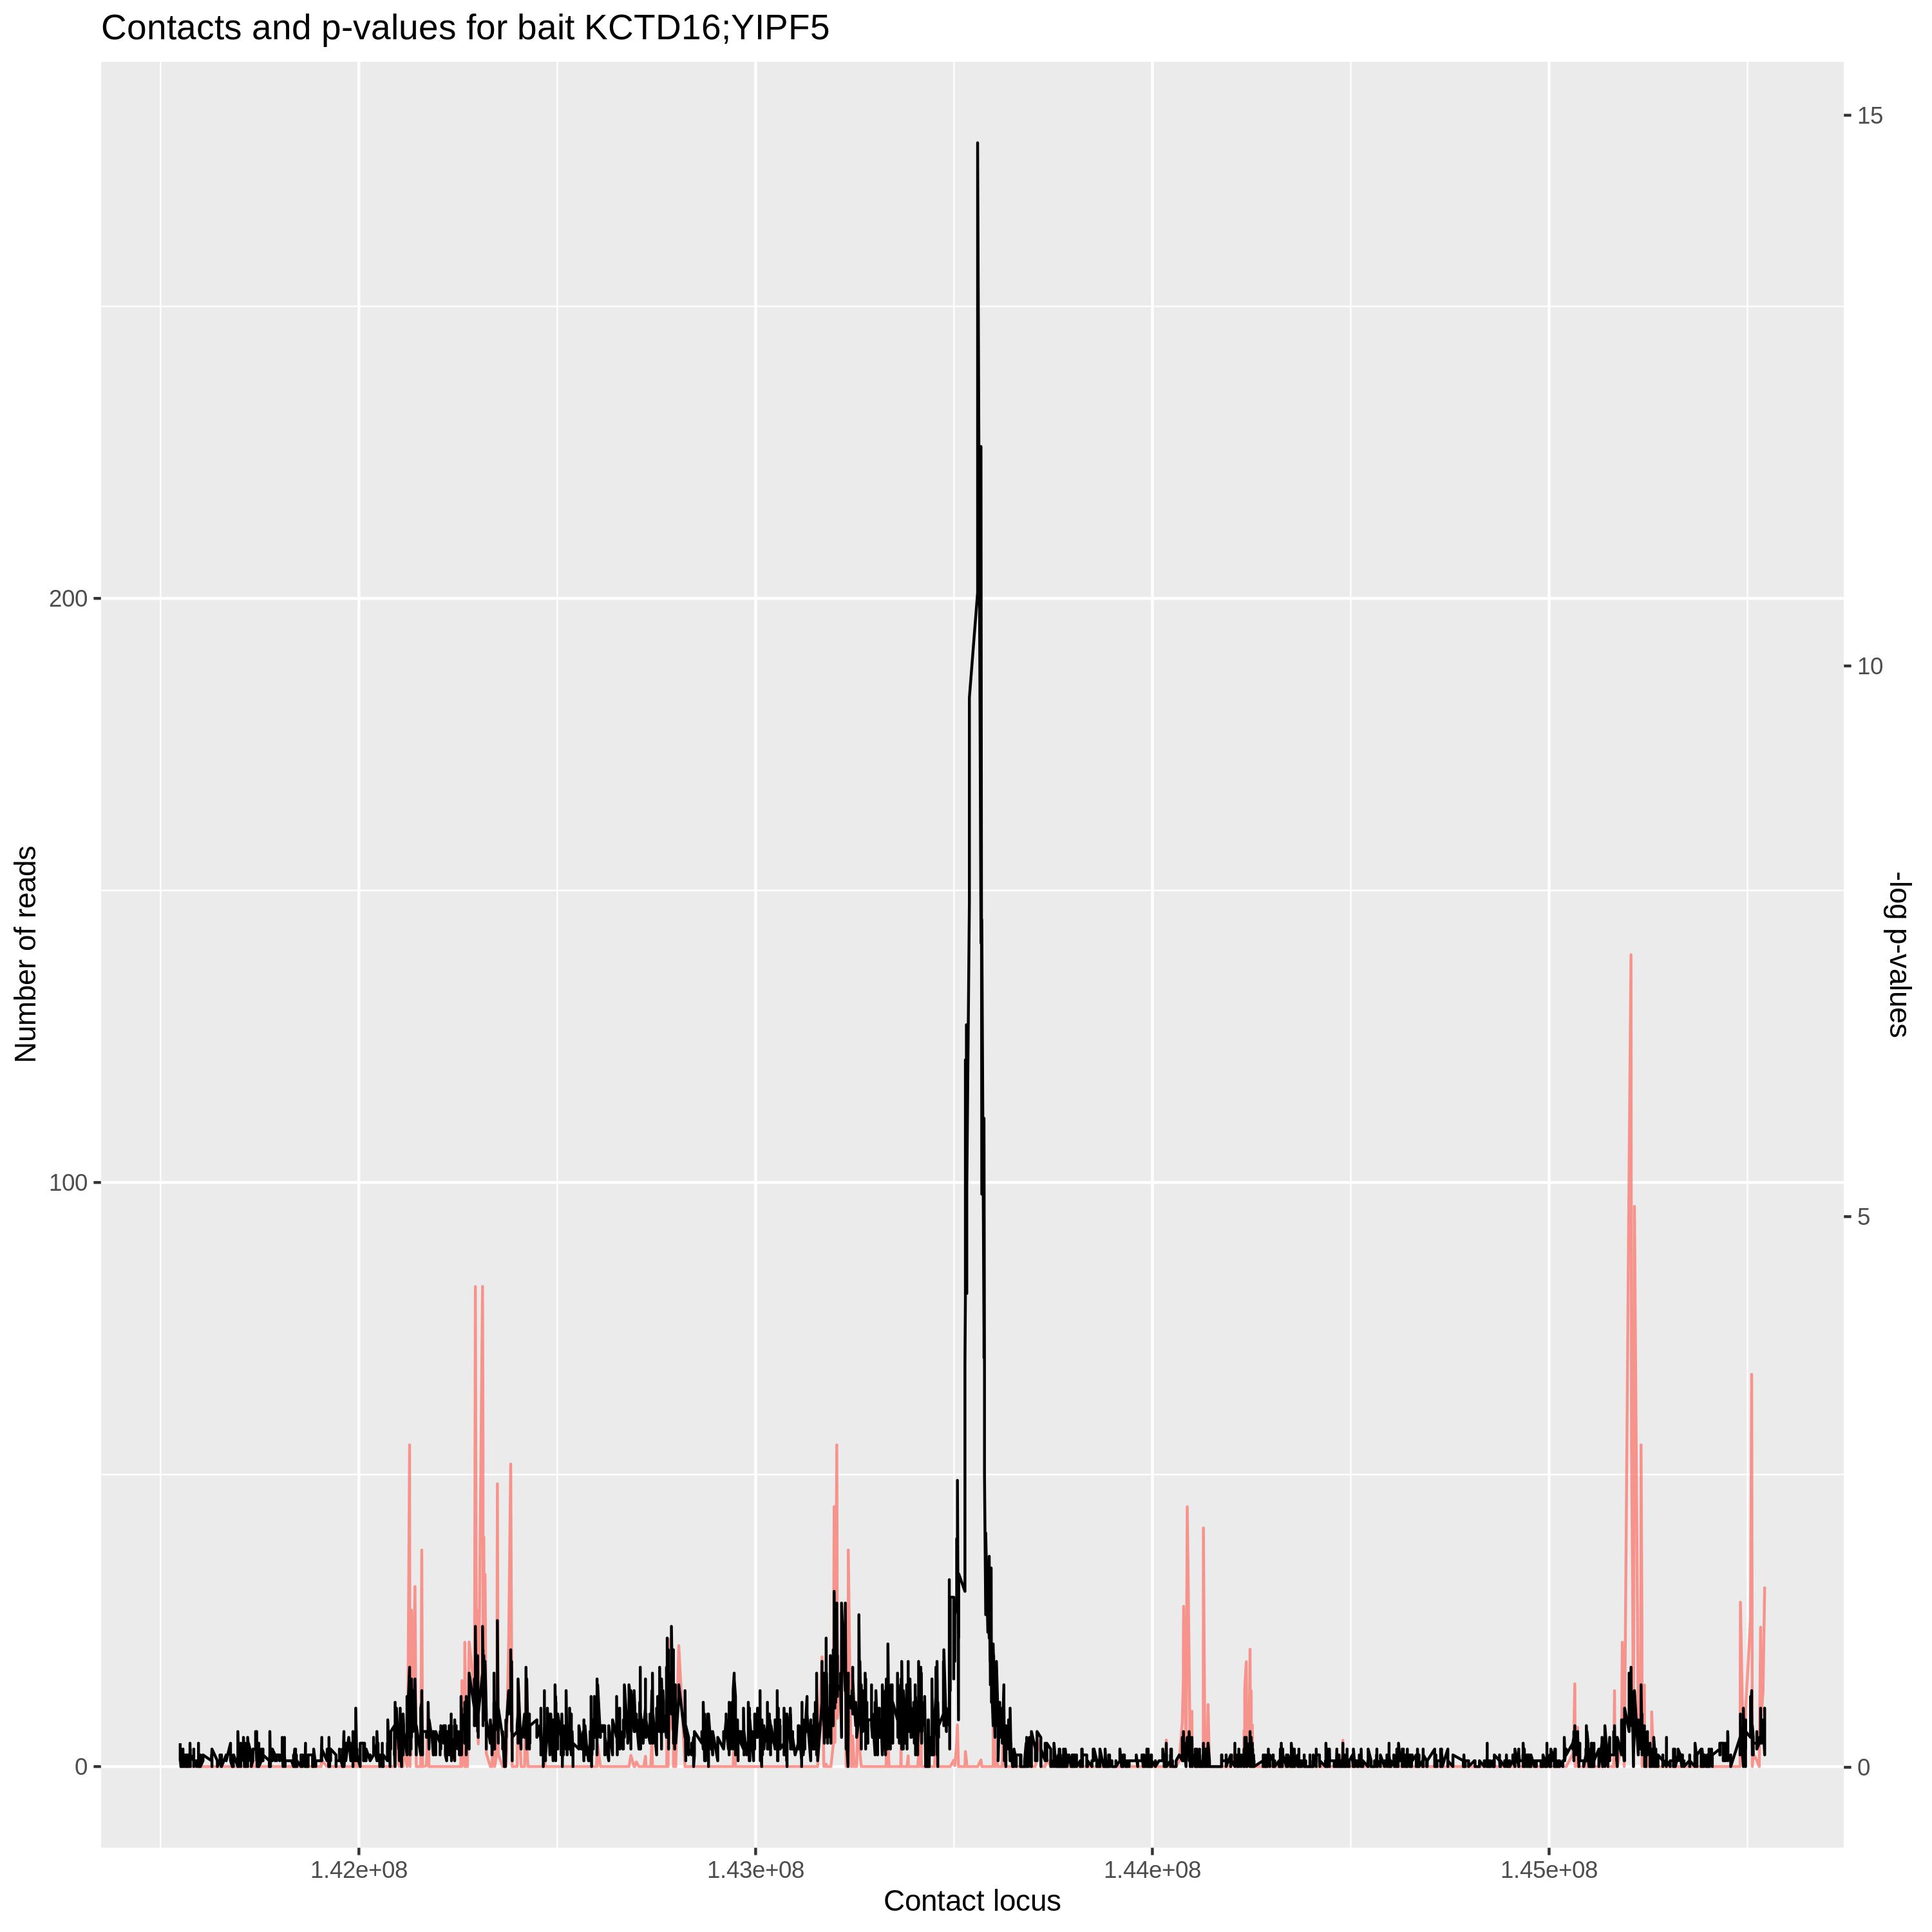 Contacts and p-values for bait KCTD16;YIPF5
15
200
10
Number of reads
-log p-values
100
5
0
0
1.42e+08
1.43e+08
1.44e+08
1.45e+08
Contact locus